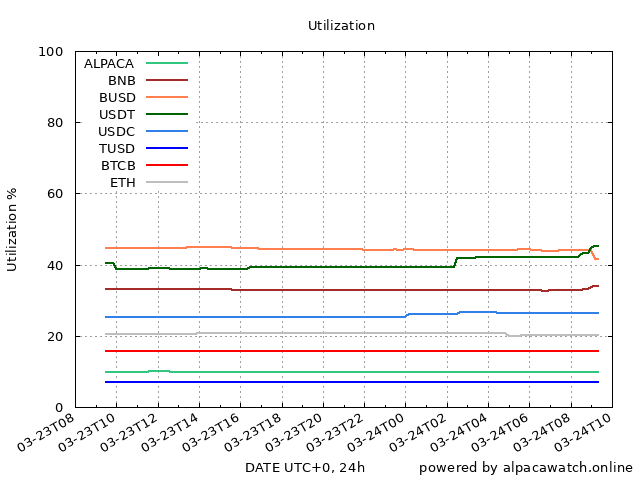 Utilization
100
80
60
40
20
0
Utilization %
ALPACA
BNB
BUSD
USDT
USDC
TUSD
BTCB
ETH
03-23T08
03-23T10
03-23T12
03-23T14
03-23T16
03-23T18
03-23T20
03-23T22
03-24T00
03-24T02
03-24T04
03-24T06
03-24T08
03-24T10
DATE UTC+0, 24h
powered by alpacawatch.online